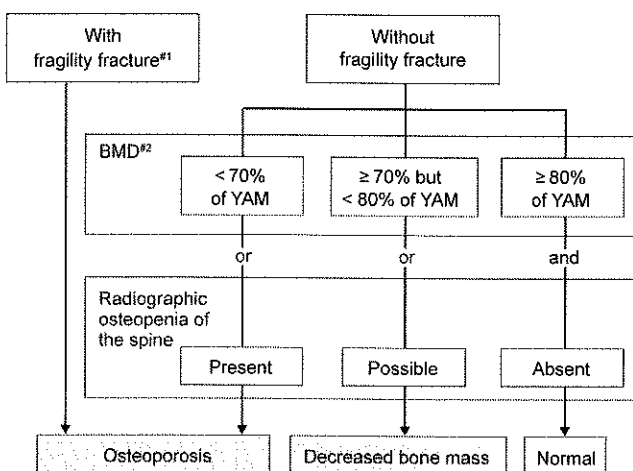 With
fragility fracture#1
Without
fragility fracture
BMD#2
< 70%
of YAM
≥ 70% but
< 80% of YAM
≥ 80%
of YAM
or
or
and
Radiographic
osteopenia of
the spine
Present
Possible
Absent
Osteoporosis
Decreased bone mass
Normal